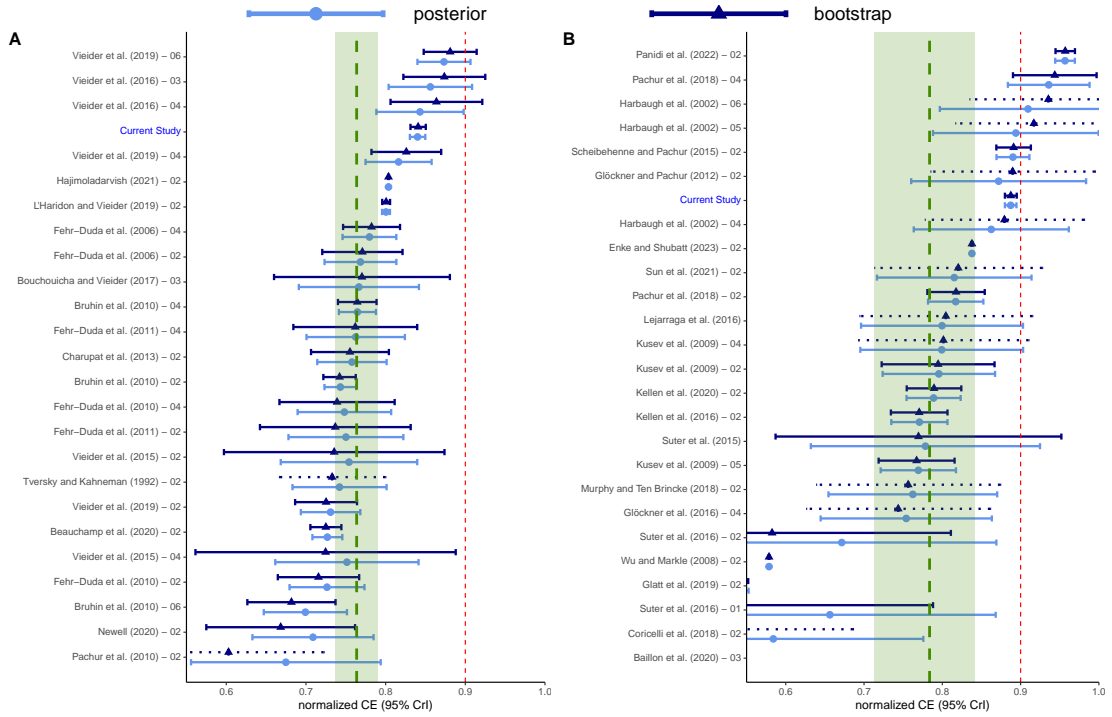 posterior
bootstrap
A
Vieider et al. (2019) – 06
Vieider et al. (2016) – 03
Vieider et al. (2016) – 04
Current Study
Vieider et al. (2019) – 04
Hajimoladarvish (2021) – 02
L'Haridon and Vieider (2019) – 02
Fehr–Duda et al. (2006) – 04
Fehr–Duda et al. (2006) – 02
Bouchouicha and Vieider (2017) – 03
Bruhin et al. (2010) – 04
Fehr–Duda et al. (2011) – 04
Charupat et al. (2013) – 02
Bruhin et al. (2010) – 02
Fehr–Duda et al. (2010) – 04
Fehr–Duda et al. (2011) – 02
Vieider et al. (2015) – 02
Tversky and Kahneman (1992) – 02
Vieider et al. (2019) – 02
Beauchamp et al. (2020) – 02
Vieider et al. (2015) – 04
Fehr–Duda et al. (2010) – 02
Bruhin et al. (2010) – 06
Newell (2020) – 02
Pachur et al. (2010) – 02
0.6 0.7 0.8 0.9 1.0
normalized CE (95% CrI)
B
Panidi et al. (2022) – 02
Pachur et al. (2018) – 04
Harbaugh et al. (2002) – 06
Harbaugh et al. (2002) – 05
Scheibehenne and Pachur (2015) – 02
Glöckner and Pachur (2012) – 02
Current Study
Harbaugh et al. (2002) – 04
Enke and Shubatt (2023) – 02
Sun et al. (2021) – 02
Pachur et al. (2018) – 02
Lejarraga et al. (2016)
Kusev et al. (2009) – 04
Kusev et al. (2009) – 02
Kellen et al. (2020) – 02
Kellen et al. (2016) – 02
Suter et al. (2015)
Kusev et al. (2009) – 05
Murphy and Ten Brincke (2018) – 02
Glöckner et al. (2016) – 04
Suter et al. (2016) – 02
Wu and Markle (2008) – 02
Glatt et al. (2019) – 02
Suter et al. (2016) – 01
Coricelli et al. (2018) – 02
Baillon et al. (2020) – 03
0.6 0.7 0.8 0.9 1.0
normalized CE (95% CrI)